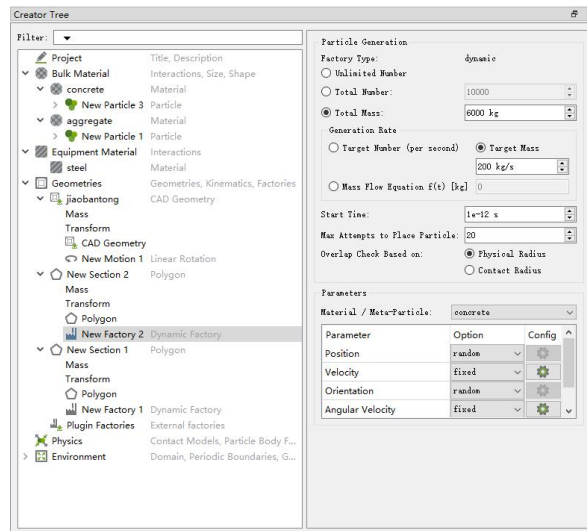 Creator Tree
Filter:
Project Title, Description
Bulk Material Interactions, Size, Shape
concrete Material
New Particle 3 Particle
aggregate Material
New Particle 1 Particle
Equipment Material Interactions
steel Material
Geometries Geometries, Kinematics, Factories
jiaobantong CAD Geometry
Mass
Transform
CAD Geometry
New Motion 1 Linear Rotation
New Section 2 Polygon
Mass
Transform
Polygon
New Factory 2 Dynamic Factory
New Section 1 Polygon
Mass
Transform
Polygon
New Factory 1 Dynamic Factory
Plugin Factories External factories
Physics Contact Models, Particle Body F...
Environment Domain, Periodic Boundaries, G...
Particle Generation
Factory Type: dynamic
Unlimited Number
Total Number: 10000
Total Mass: 6000 kg
Generation Rate
Target Number (per second) Target Mass
200 kg/s
Mass Flow Equation f(t) [kg] 0
Start Time: 1e-12 s
Max Attempts to Place Particle: 20
Overlap Check Based on: Physical Radius
Contact Radius
Parameters
Material / Meta-Particle: concrete
Parameter Option Config
Position random
Velocity fixed
Orientation random
Angular Velocity fixed